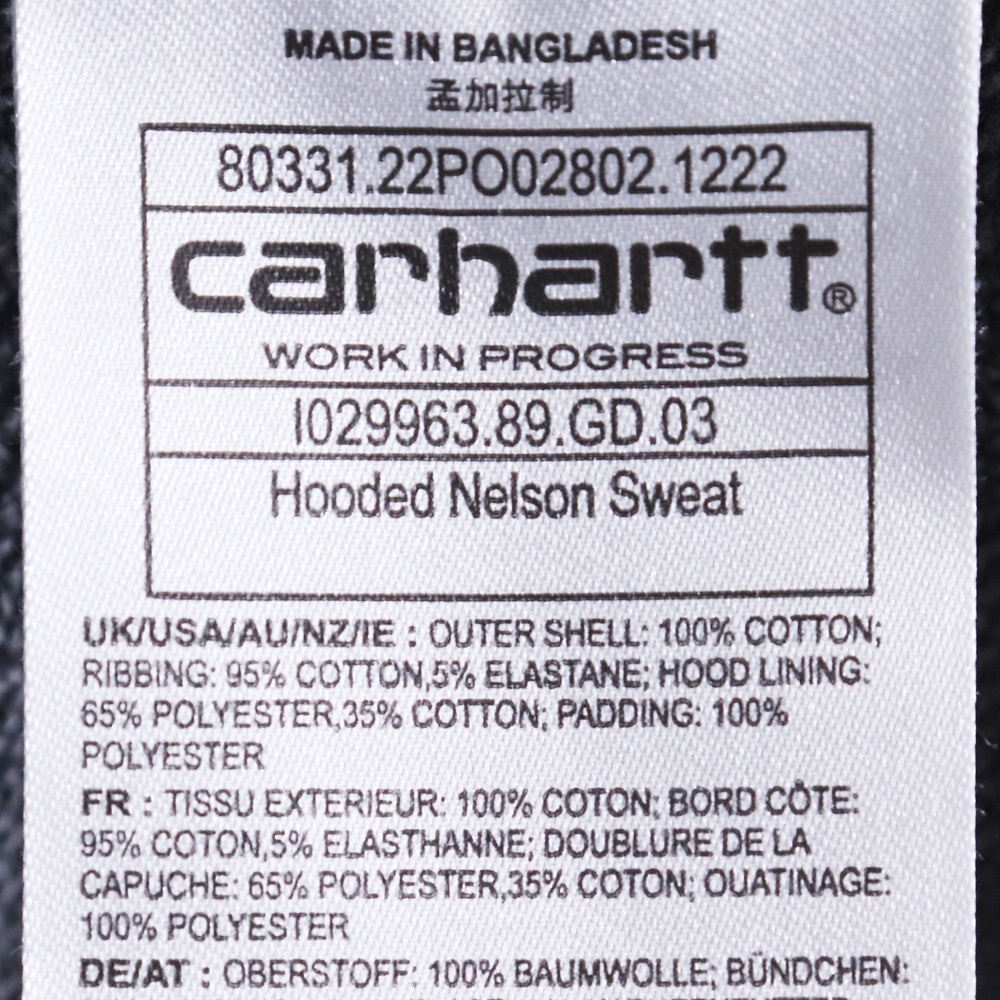 MADE IN BANGLADESH
孟加拉制
80331.22PO02802.1222
carhartt®
WORK IN PROGRESS
I029963.89.GD.03
Hooded Nelson Sweat
UK/USA/AU/NZ/IE : OUTER SHELL: 100% COTTON;
RIBBING: 95% COTTON,5% ELASTANE; HOOD LINING:
65% POLYESTER,35% COTTON; PADDING: 100%
POLYESTER
FR : TISSU EXTERIEUR: 100% COTON; BORD CÔTE:
95% COTON,5% ELASTHANNE; DOUBLURE DE LA
CAPUCHE: 65% POLYESTER,35% COTON; OUATINAGE:
100% POLYESTER
DE/AT : OBERSTOFF: 100% BAUMWOLLE; BÜNDCHEN: